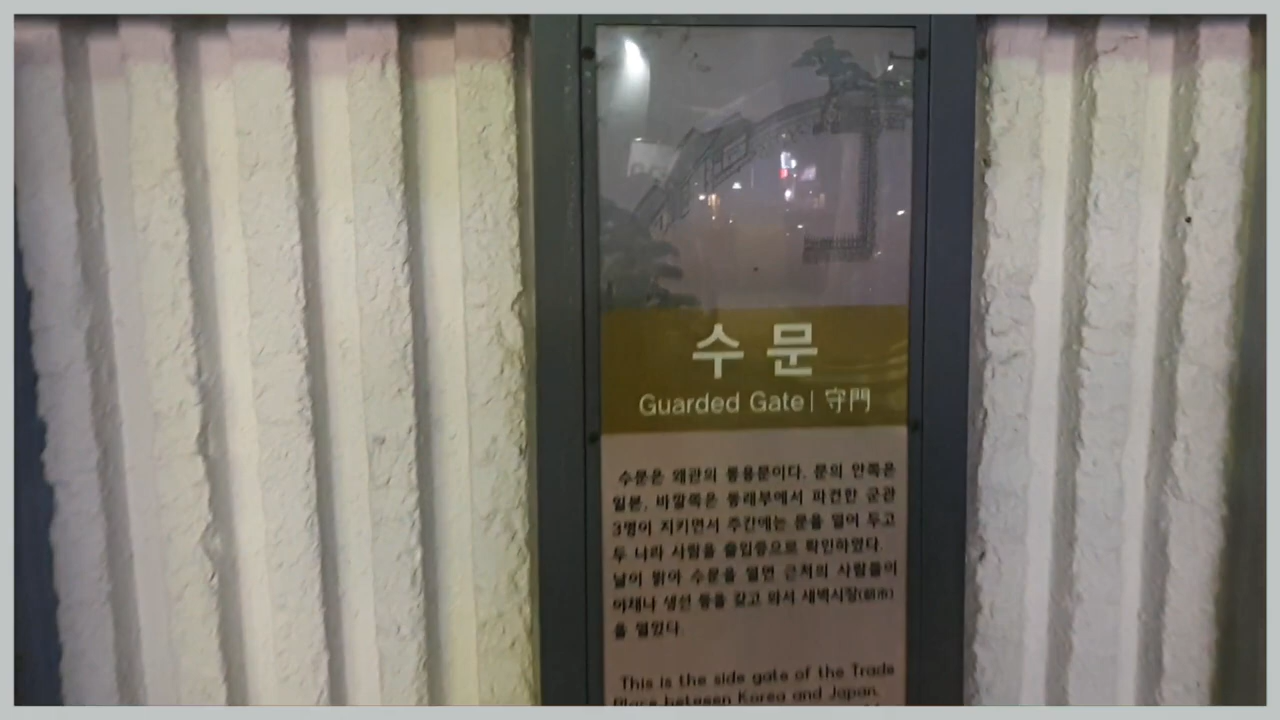 수문
Guarded Gate | 守門
수문은 왜관의 통용문이다. 문의 안쪽은
일본, 바깥쪽은 동래부에서 파견한 군관
3명이 지키면서 주간에는 문을 열어 두고
두 나라 사람을 출입증으로 확인하였다.
날이 밝아 수문을 열면 근처의 사람들이
야채나 생선 등을 갖고 와서 새벽시장(朝市)
을 열었다.
This is the side gate of the Trade
Place between Korea and Japan.